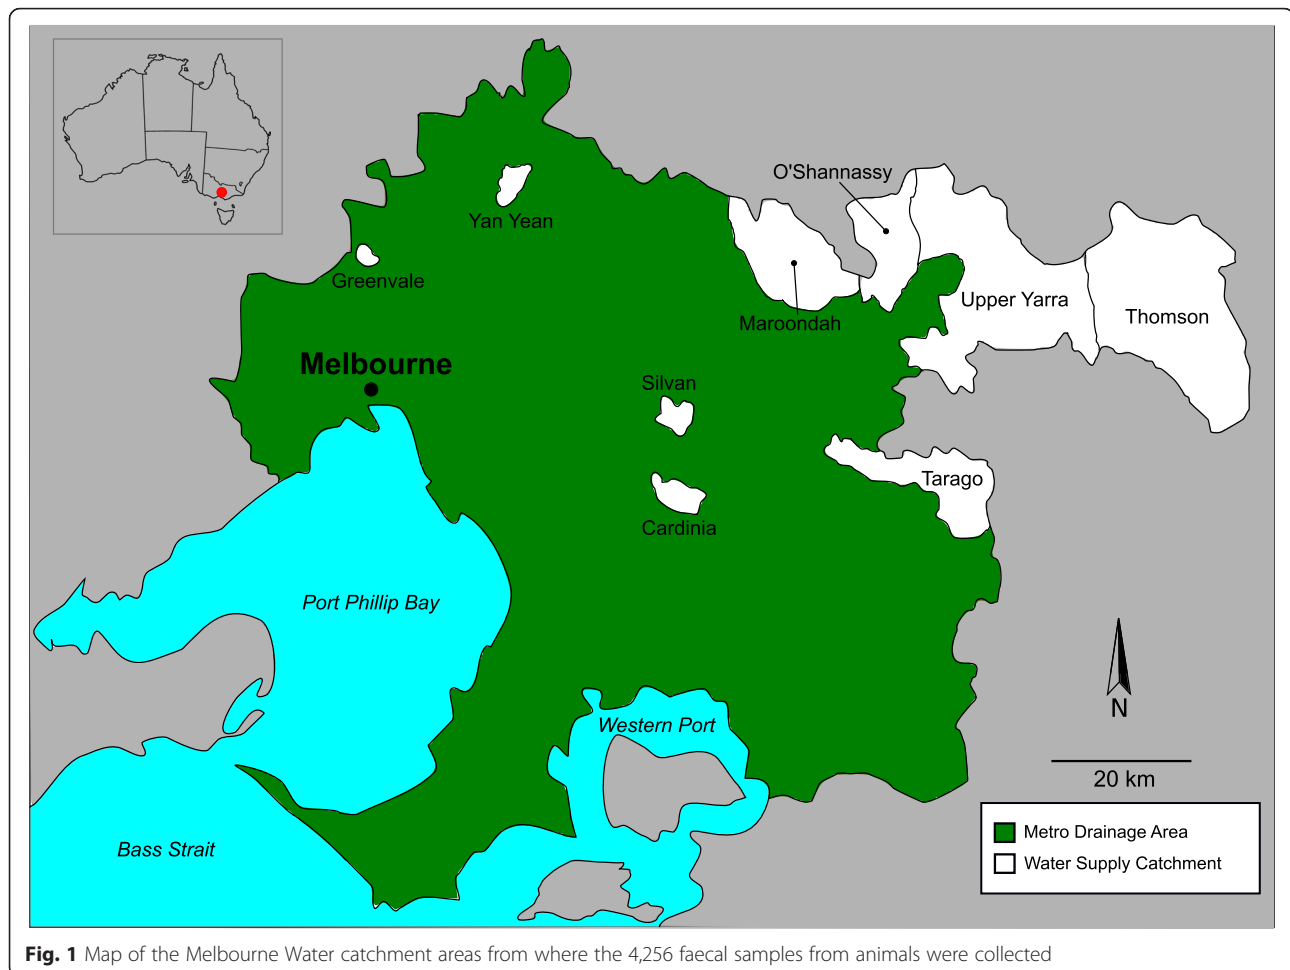 O'Shannassy
Yan Yean
Greenvale
Upper Yarra
Thomson
Maroondah
Melbourne
Silvan
Tarago
Cardinia
Port Phillip Bay
N
Western Port
20 km
Metro Drainage Area
Bass Strait
Water Supply Catchment
Fig. 1 Map of the Melbourne Water catchment areas from where the 4,256 faecal samples from animals were collected